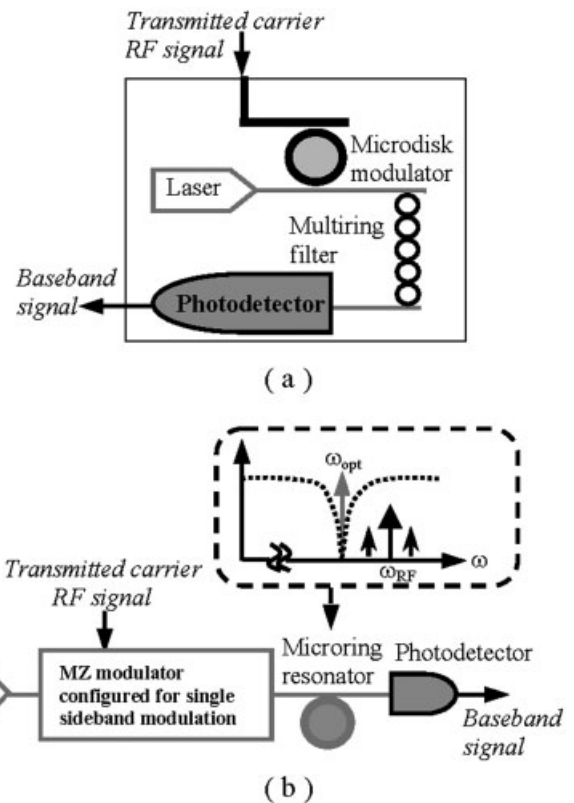 Transmitted carrier
RF signal
Microdisk
modulator
Laser
Multiring
filter
Baseband
signal
Photodetector
( a )
ω_opt
ω
ω_RF
Transmitted carrier
RF signal
Microring
resonator
Photodetector
MZ modulator
configured for single
sideband modulation
Baseband
signal
( b )